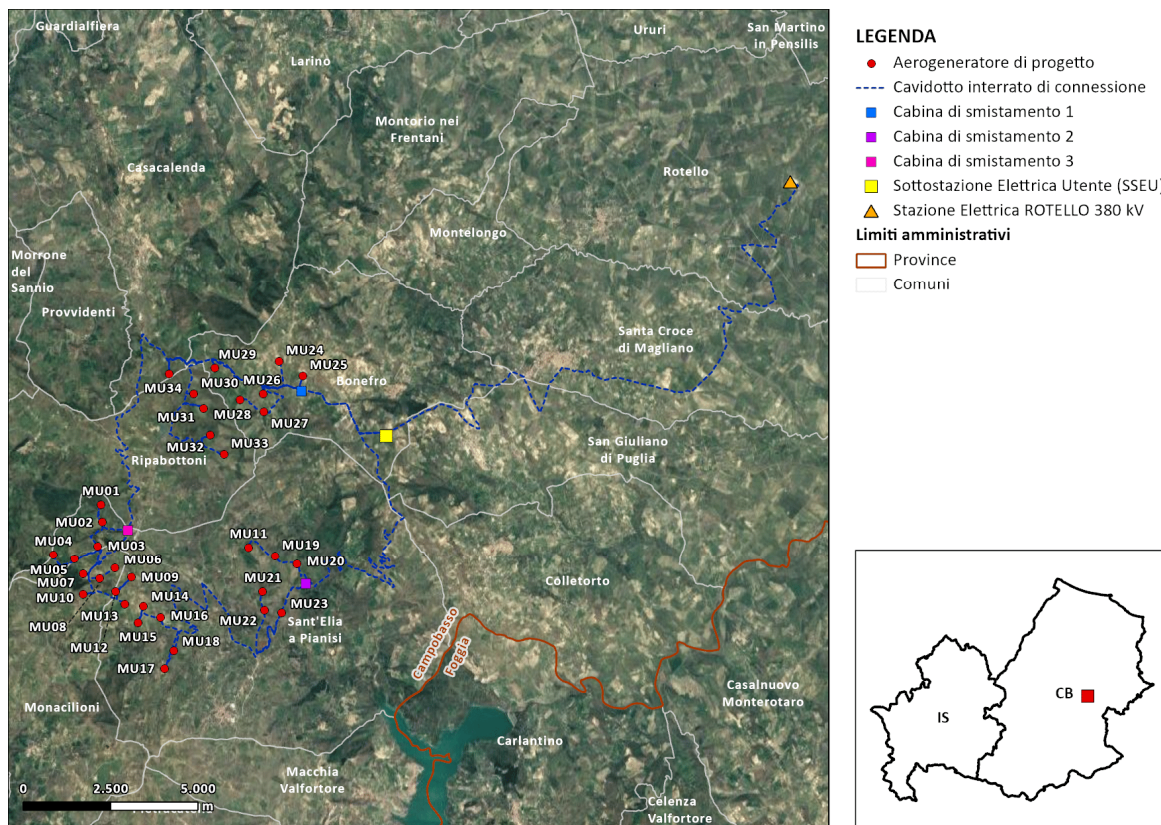 Guardialfiera
Larino
Ururi
San Martino
in Pensilis
Montorio nei
Frentani
Casacalenda
Rotello
Montelongo
Morrone
del
Sannio
Provvidenti
Santa Croce
di Magliano
MU29
MU24
MU25
MU34
MU30
MU26
Bonefro
MU31
MU28
MU27
MU32
MU33
Ripabottoni
San Giuliano
di Puglia
MU01
MU02
MU04
MU03
MU11
MU19
MU06
MU20
MU05
MU07
MU09
MU21
Colletorto
MU10
MU14
MU23
MU13
MU16
MU22
MU08
MU15
Sant'Elia
a Pianisi
MU12
MU18
MU17
Campobasso
Foggia
Monacilioni
Casalnuovo
Monterotaro
Carlantino
Macchia
Valfortore
Celenza
Valfortore
0 2.500 5.000
m
Pietracatella
LEGENDA
Aerogeneratore di progetto
Cavidotto interrato di connessione
Cabina di smistamento 1
Cabina di smistamento 2
Cabina di smistamento 3
Sottostazione Elettrica Utente (SSEU)
Stazione Elettrica ROTELLO 380 kV
Limiti amministrativi
Province
Comuni
CB
IS